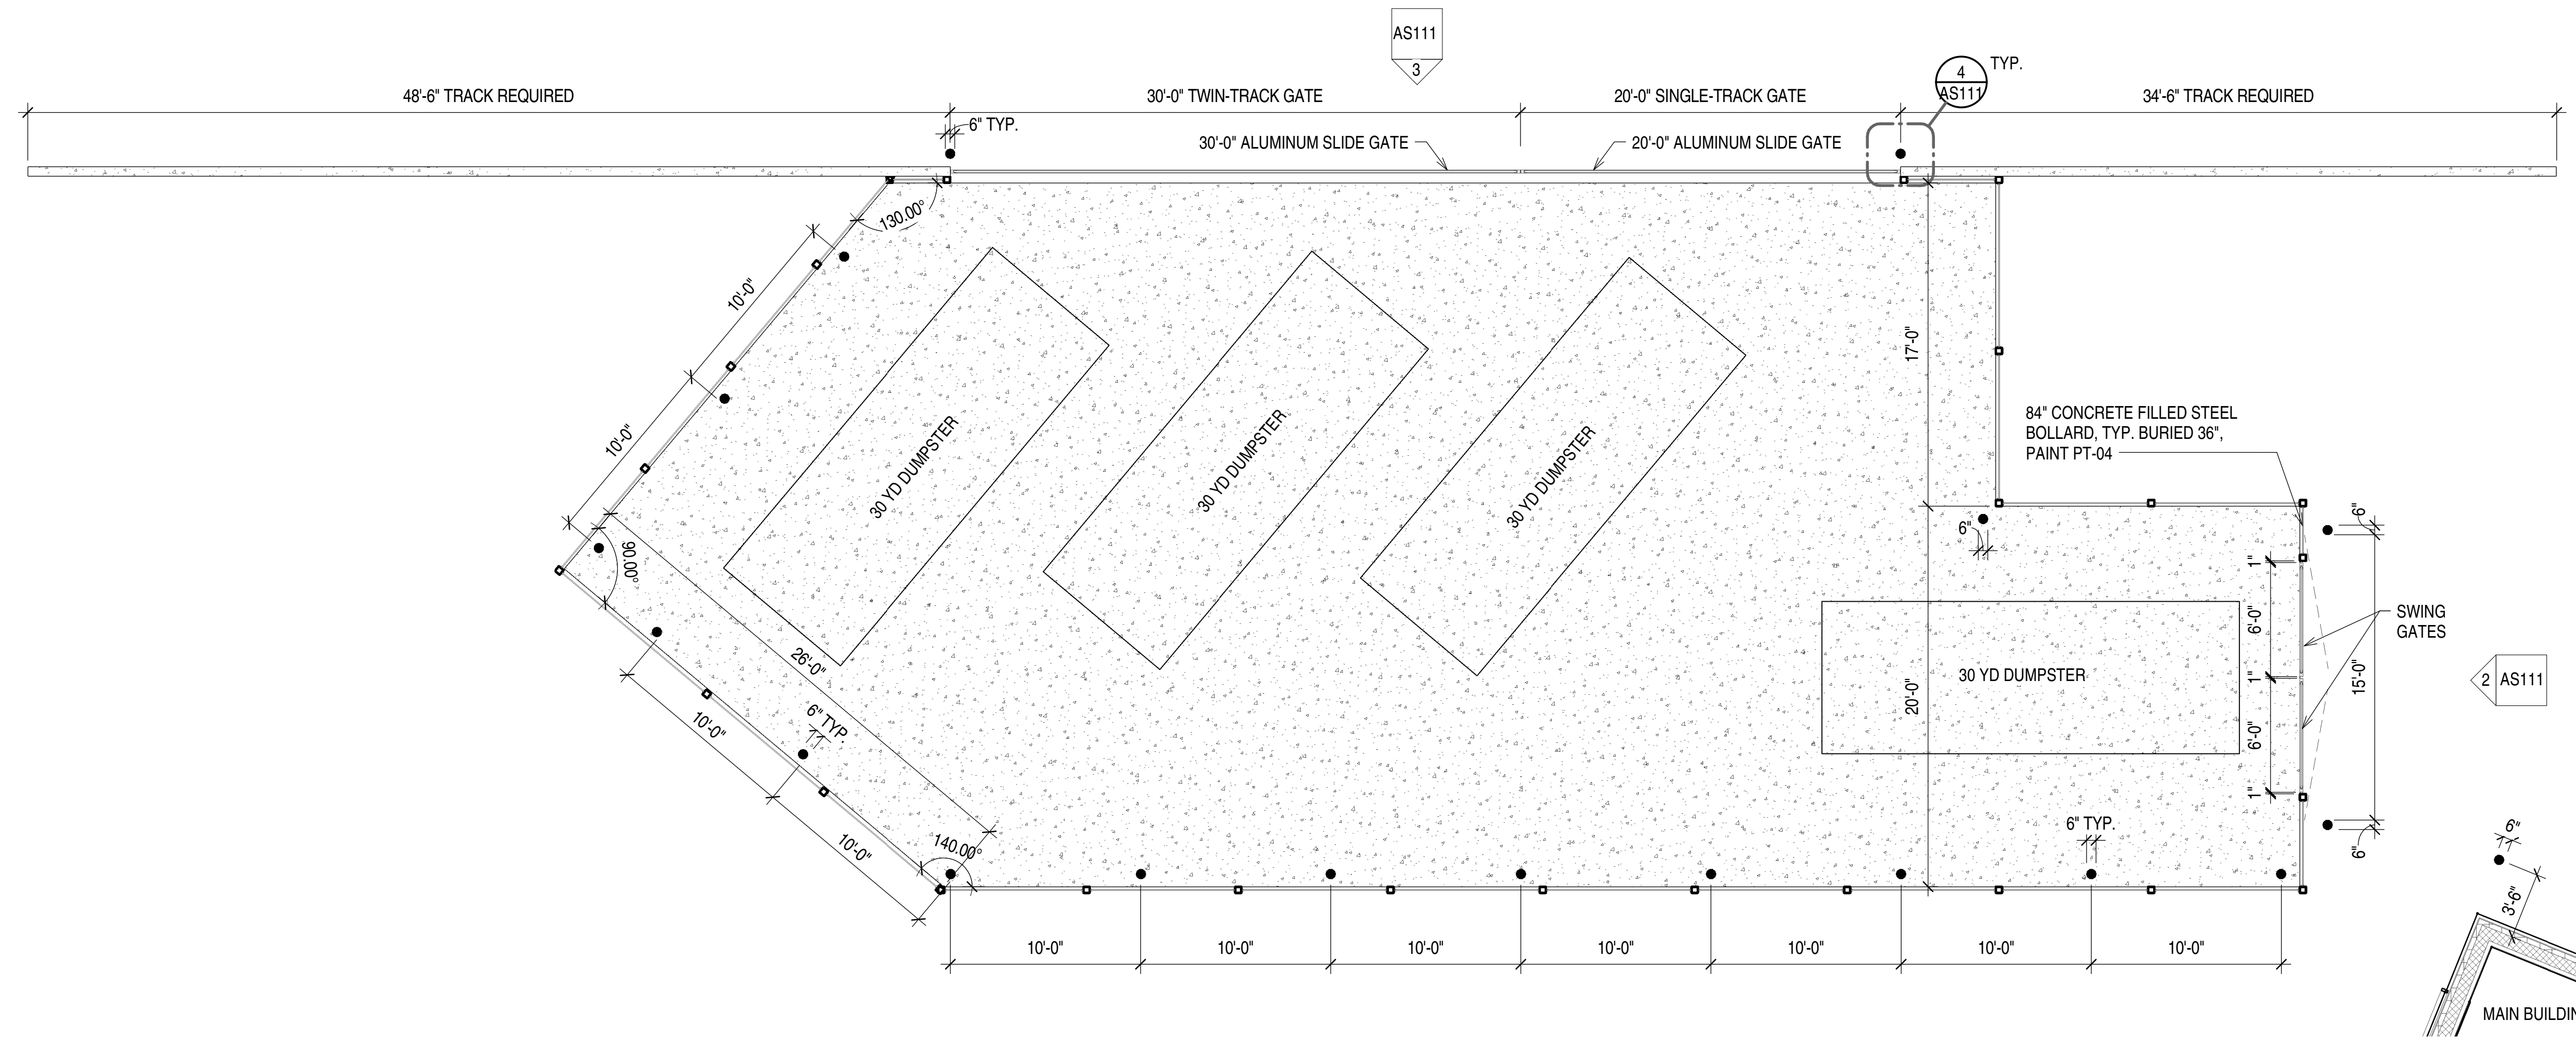 AS111
3
4
AS111
TYP.
48'-6" TRACK REQUIRED
30'-0" TWIN-TRACK GATE
20'-0" SINGLE-TRACK GATE
34'-6" TRACK REQUIRED
6" TYP.
30'-0" ALUMINUM SLIDE GATE
20'-0" ALUMINUM SLIDE GATE
130.00°
10'-0"
10'-0"
90.00°
30 YD DUMPSTER
30 YD DUMPSTER
30 YD DUMPSTER
17'-0"
84" CONCRETE FILLED STEEL
BOLLARD, TYP. BURIED 36",
PAINT PT-04
6"
6"
1"
6'-0"
1"
6'-0"
1"
15'-0"
6"
SWING
GATES
2
AS111
30 YD DUMPSTER
20'-0"
26'-0"
6" TYP.
10'-0"
10'-0"
140.00°
6" TYP.
10'-0"
10'-0"
10'-0"
10'-0"
10'-0"
10'-0"
10'-0"
6"
3'-6"
MAIN BUILDIN